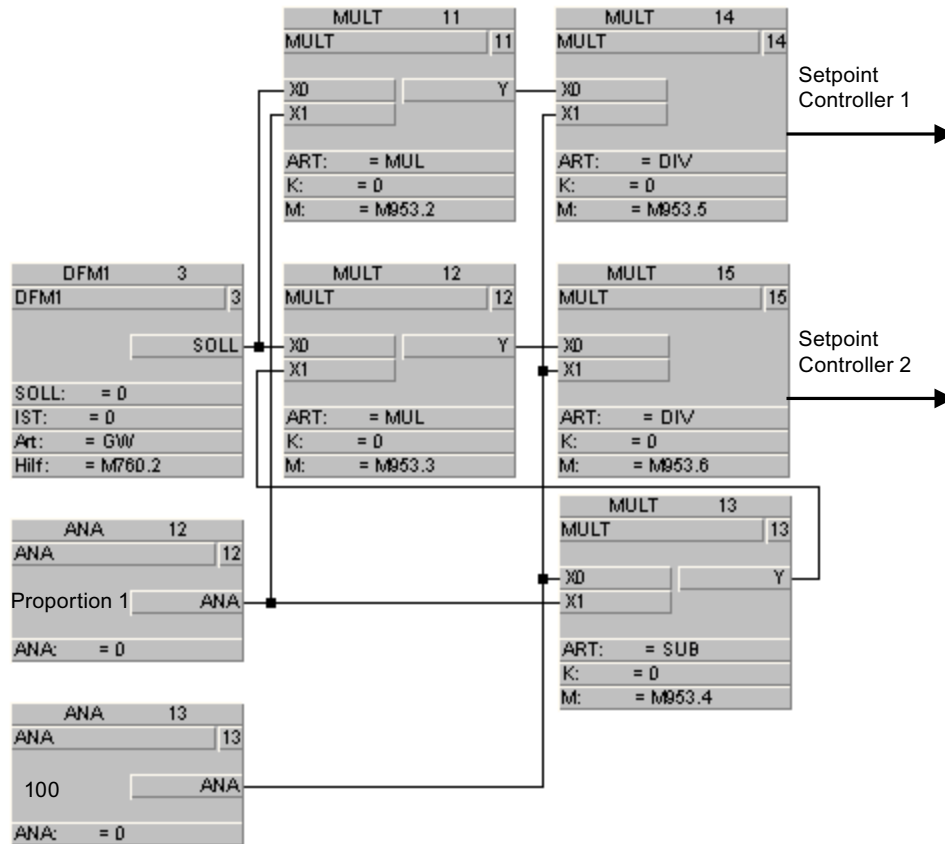 MULT 11
MULT 11
X0 Y
X1
ART: = MUL
K: = 0
M: = M953.2
MULT 14
MULT 14
X0
X1
ART: = DIV
K: = 0
M: = M953.5
Setpoint
Controller 1
DFM1 3
DFM1 3
SOLL
SOLL: = 0
IST: = 0
Art: = GW
Hilf: = M760.2
MULT 12
MULT 12
X0 Y
X1
ART: = MUL
K: = 0
M: = M953.3
MULT 15
MULT 15
X0
X1
ART: = DIV
K: = 0
M: = M953.6
Setpoint
Controller 2
ANA 12
ANA 12
Proportion 1 ANA
ANA: = 0
MULT 13
MULT 13
X0 Y
X1
ART: = SUB
K: = 0
M: = M953.4
ANA 13
ANA 13
100 ANA
ANA: = 0